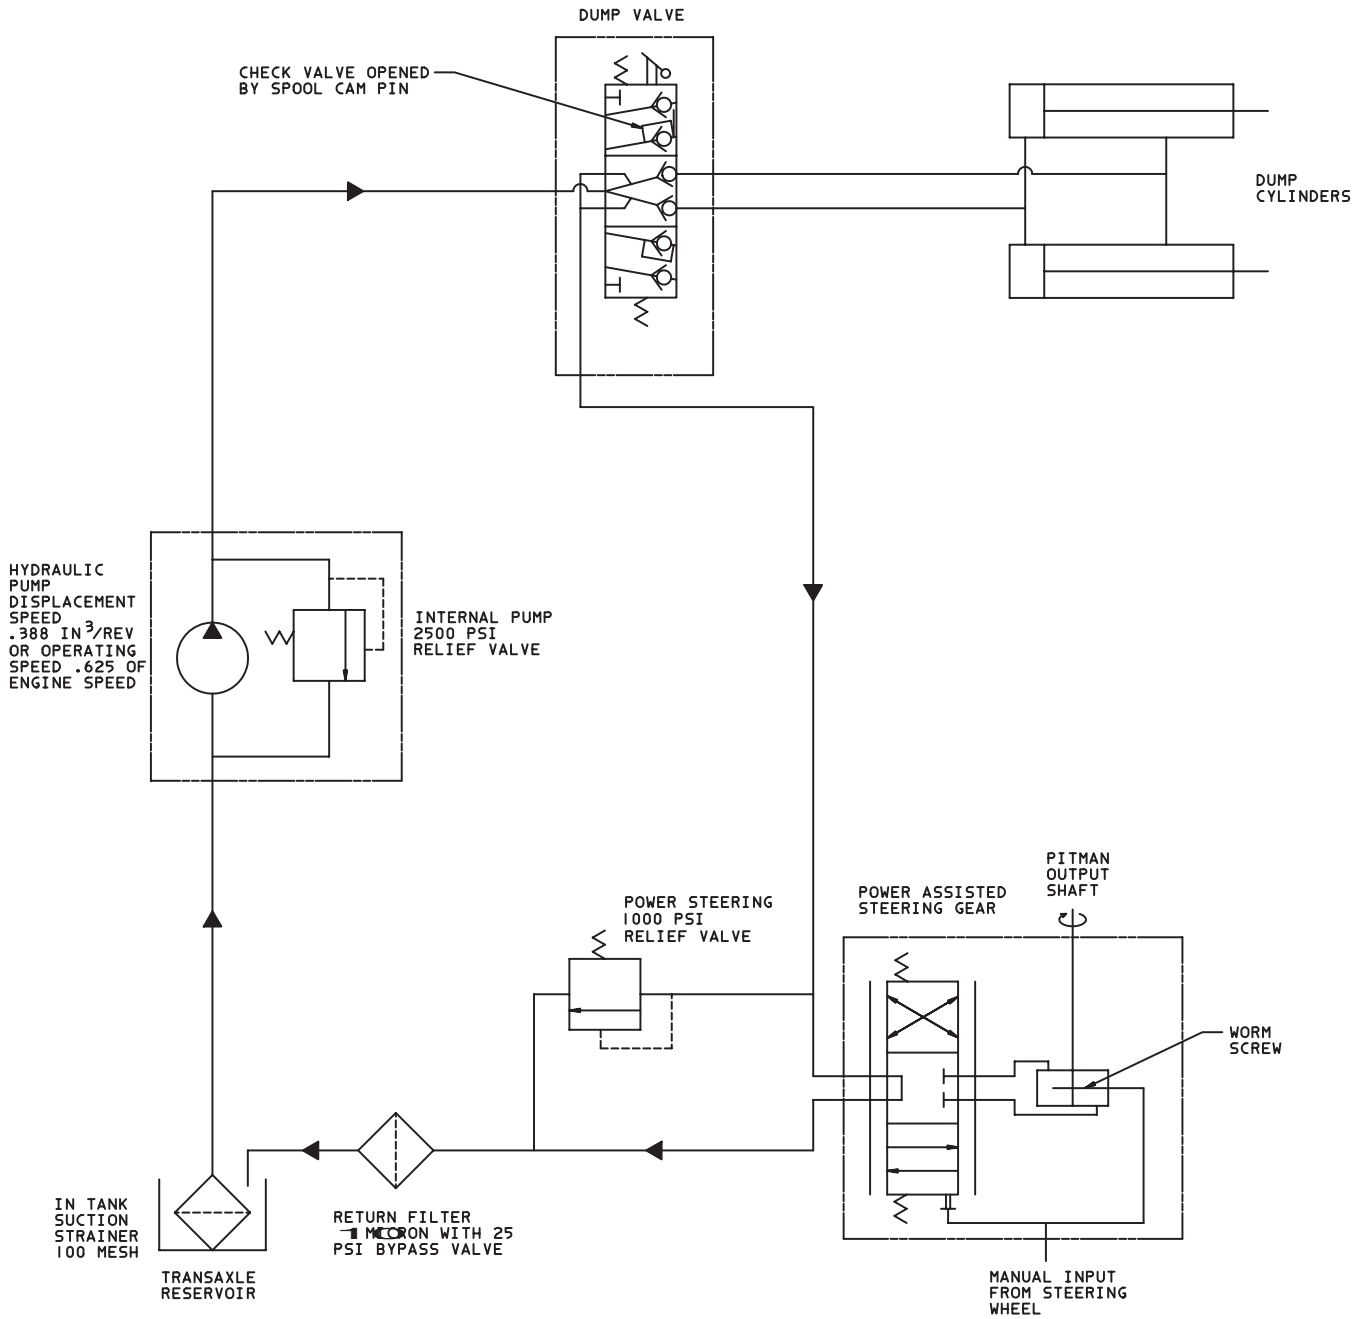 DUMP VALVE
CHECK VALVE OPENED
BY SPOOL CAM PIN
DUMP
CYLINDERS
HYDRAULIC
PUMP
DISPLACEMENT
SPEED
.388 IN³/REV
OR OPERATING
SPEED .625 OF
ENGINE SPEED
INTERNAL PUMP
2500 PSI
RELIEF VALVE
PITMAN
OUTPUT
SHAFT
POWER STEERING
1000 PSI
RELIEF VALVE
POWER ASSISTED
STEERING GEAR
WORM
SCREW
IN TANK
SUCTION
STRAINER
100 MESH
RETURN FILTER
WITH 25
PSI BYPASS VALVE
TRANSAXLE
RESERVOIR
MANUAL INPUT
FROM STEERING
WHEEL